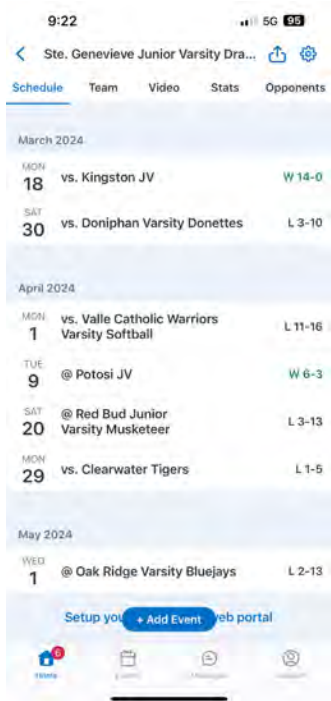 9:22
5G 95
Ste. Genevieve Junior Varsity Dra...
Schedule Team Video Stats Opponents
March 2024
MON
18 vs. Kingston JV W 14-0
SAT
30 vs. Doniphan Varsity Donettes L 3-10
April 2024
MON
1 vs. Valle Catholic Warriors
Varsity Softball L 11-16
TUE
9 @ Potosi JV W 6-3
SAT
20 @ Red Bud Junior
Varsity Musketeer L 3-13
MON
29 vs. Clearwater Tigers L 1-5
May 2024
WED
1 @ Oak Ridge Varsity Bluejays L 2-13
Setup you + Add Event eb portal
6